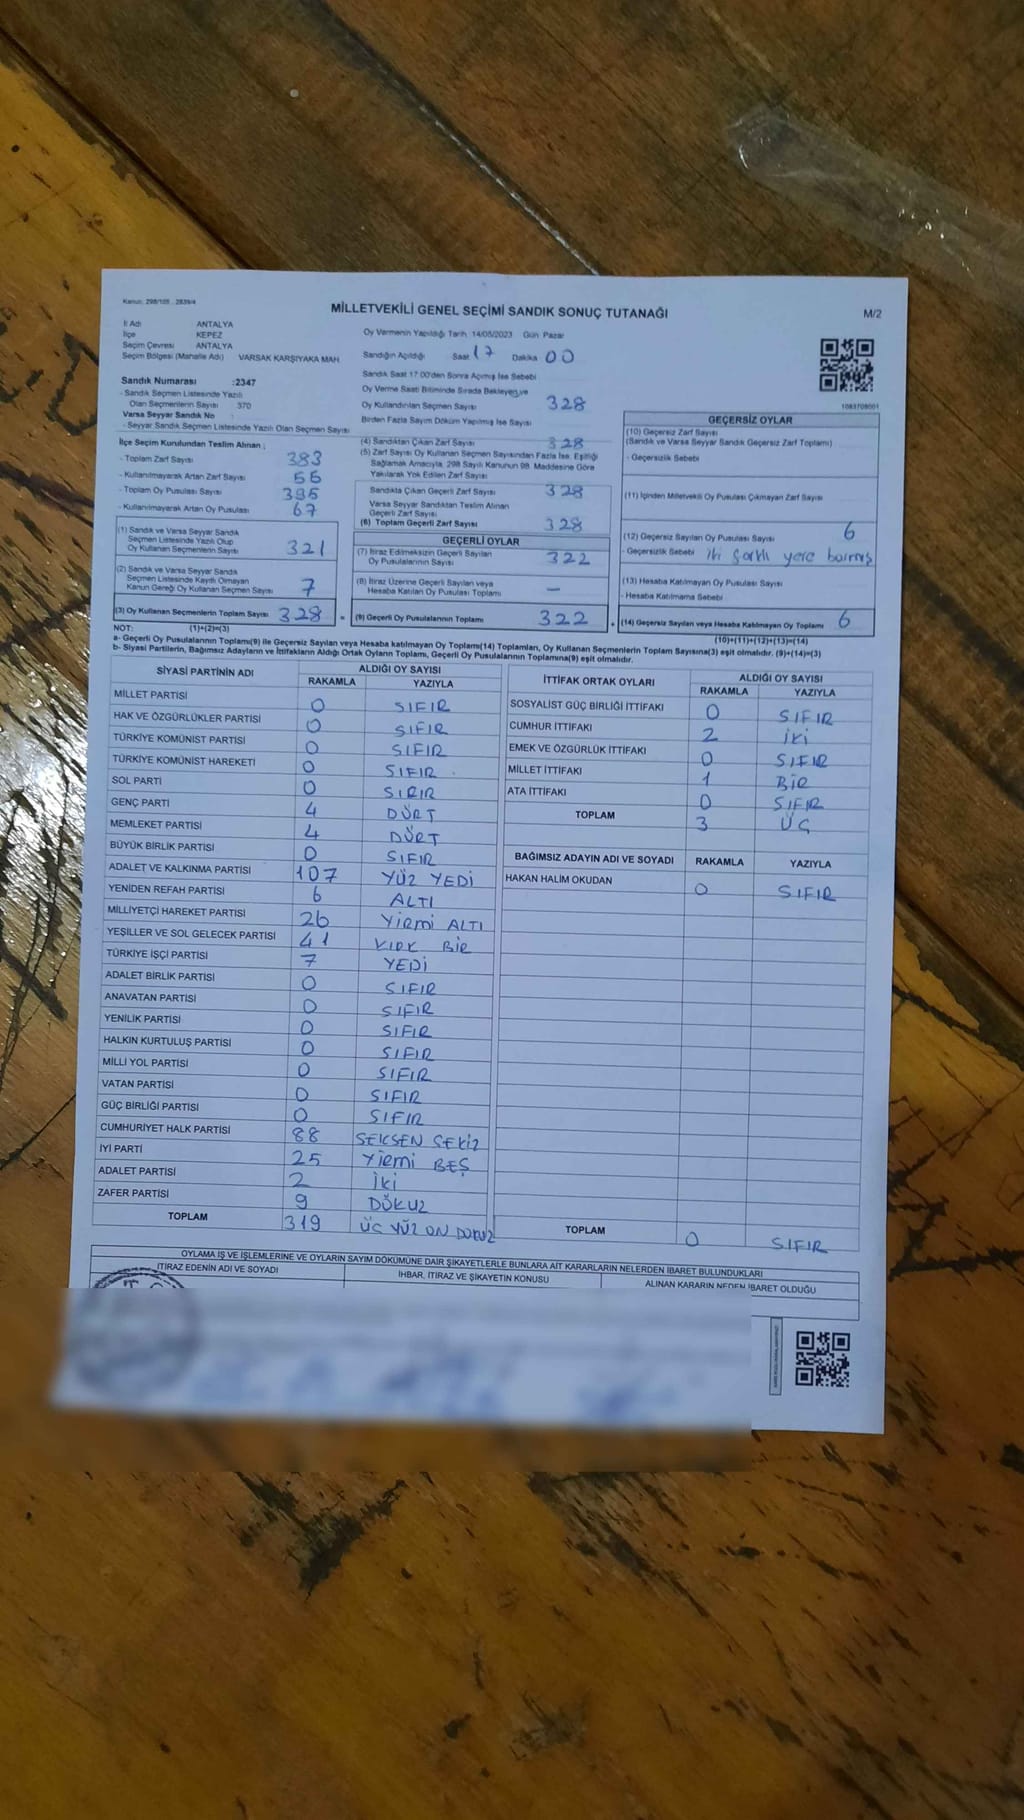 Kanun: 298/105 , 2839/4
MİLLETVEKİLİ GENEL SEÇİMİ SANDIK SONUÇ TUTANAĞI
M/2
İl Adı ANTALYA
İlçe KEPEZ
Seçim Çevresi ANTALYA
Seçim Bölgesi (Mahalle Adı) VARSAK KARŞIYAKA MAH.
Sandık Numarası :2347
- Sandık Seçmen Listesinde Yazılı
Olan Seçmenlerin Sayısı 370
Varsa Seyyar Sandık No :
- Seyyar Sandık Seçmen Listesinde Yazılı Olan Seçmen Sayısı
Oy Vermenin Yapıldığı Tarih 14/05/2023 Gün Pazar
Sandığın Açıldığı Saat 17 Dakika 00
Sandık Saat 17:00'den Sonra Açılmış İse Sebebi
Oy Verme Saati Bitiminde Sırada Bekleyen ve
Oy Kullandırılan Seçmen Sayısı 328
Birden Fazla Sayım Döküm Yapılmış İse Sayısı
1083708001
İlçe Seçim Kurulundan Teslim Alınan :
- Toplam Zarf Sayısı 383
- Kullanılmayarak Artan Zarf Sayısı 55
- Toplam Oy Pusulası Sayısı 395
- Kullanılmayarak Artan Oy Pusulası 67
(1) Sandık ve Varsa Seyyar Sandık
Seçmen Listesinde Yazılı Olup
Oy Kullanan Seçmenlerin Sayısı 321
(2) Sandık ve Varsa Seyyar Sandık
Seçmen Listesinde Kaydı Olmayan
Kanun Gereği Oy Kullanan Seçmen Sayısı 7
(3) Oy Kullanan Seçmenlerin Toplam Sayısı 328 =
(4) Sandıktan Çıkan Zarf Sayısı 328
(5) Zarf Sayısı Oy Kullanan Seçmen Sayısından Fazla İse, Eşitliği
Sağlamak Amacıyla, 298 Sayılı Kanunun 98. Maddesine Göre
Yakılarak Yok Edilen Zarf Sayısı
Sandıkta Çıkan Geçerli Zarf Sayısı 328
Varsa Seyyar Sandıktan Teslim Alınan
Geçerli Zarf Sayısı
(6) Toplam Geçerli Zarf Sayısı 328
GEÇERLİ OYLAR
(7) İtiraz Edilmeksizin Geçerli Sayılan
Oy Pusulalarının Sayısı 322
(8) İtiraz Üzerine Geçerli Sayılan veya
Hesaba Katılan Oy Pusulası Toplamı —
(9) Geçerli Oy Pusulalarının Toplamı 322 +
GEÇERSİZ OYLAR
(10) Geçersiz Zarf Sayısı
(Sandık ve Varsa Seyyar Sandık Geçersiz Zarf Toplamı)
- Geçersizlik Sebebi
(11) İçinden Milletvekili Oy Pusulası Çıkmayan Zarf Sayısı
(12) Geçersiz Sayılan Oy Pusulası Sayısı 6
- Geçersizlik Sebebi iki farklı yere basmış
(13) Hesaba Katılmayan Oy Pusulası Sayısı
- Hesaba Katılmama Sebebi
(14) Geçersiz Sayılan veya Hesaba Katılmayan Oy Toplamı 6
NOT: (1)+(2)=(3)
(10)+(11)+(12)+(13)=(14)
a- Geçerli Oy Pusulalarının Toplamı(9) ile Geçersiz Sayılan veya Hesaba katılmayan Oy Toplamı(14) Toplamları, Oy Kullanan Seçmenlerin Toplam Sayısına(3) eşit olmalıdır. (9)+(14)=(3)
b- Siyasi Partilerin, Bağımsız Adayların ve İttifakların Aldığı Ortak Oyların Toplamı, Geçerli Oy Pusulalarının Toplamına(9) eşit olmalıdır.
SİYASİ PARTİNİN ADI ALDIĞI OY SAYISI
RAKAMLA YAZIYLA
MİLLET PARTİSİ 0 SIFIR
HAK VE ÖZGÜRLÜKLER PARTİSİ 0 SIFIR
TÜRKİYE KOMÜNİST PARTİSİ 0 SIFIR
TÜRKİYE KOMÜNİST HAREKETİ 0 SIFIR
SOL PARTİ 0 SIRIR
GENÇ PARTİ 4 DÖRT
MEMLEKET PARTİSİ 4 DÖRT
BÜYÜK BİRLİK PARTİSİ 0 SIFIR
ADALET VE KALKINMA PARTİSİ 107 YÜZ YEDİ
YENİDEN REFAH PARTİSİ 6 ALTI
MİLLİYETÇİ HAREKET PARTİSİ 26 YİRMİ ALTI
YEŞİLLER VE SOL GELECEK PARTİSİ 41 KIRK BİR
TÜRKİYE İŞÇİ PARTİSİ 7 YEDİ
ADALET BİRLİK PARTİSİ 0 SIFIR
ANAVATAN PARTİSİ 0 SIFIR
YENİLİK PARTİSİ 0 SIFIR
HALKIN KURTULUŞ PARTİSİ 0 SIFIR
MİLLİ YOL PARTİSİ 0 SIFIR
VATAN PARTİSİ 0 SIFIR
GÜÇ BİRLİĞİ PARTİSİ 0 SIFIR
CUMHURİYET HALK PARTİSİ 88 SEKSEN SEKİZ
İYİ PARTİ 25 YİRMİ BEŞ
ADALET PARTİSİ 2 İKİ
ZAFER PARTİSİ 9 DOKUZ
TOPLAM 319 ÜÇ YÜZ ON DOKUZ
İTTİFAK ORTAK OYLARI ALDIĞI OY SAYISI
RAKAMLA YAZIYLA
SOSYALİST GÜÇ BİRLİĞİ İTTİFAKI 0 SIFIR
CUMHUR İTTİFAKI 2 İKİ
EMEK VE ÖZGÜRLÜK İTTİFAKI 0 SIFIR
MİLLET İTTİFAKI 1 BİR
ATA İTTİFAKI 0 SIFIR
TOPLAM 3 ÜÇ
BAĞIMSIZ ADAYIN ADI VE SOYADI RAKAMLA YAZIYLA
HAKAN HALİM OKUDAN 0 SIFIR
TOPLAM 0 SIFIR
OYLAMA İŞ VE İŞLEMLERİNE VE OYLARIN SAYIM DÖKÜMÜNE DAİR ŞİKAYETLERLE BUNLARA AİT KARARLARIN NELERDEN İBARET BULUNDUKLARI
İTİRAZ EDENİN ADI VE SOYADI İHBAR, İTİRAZ VE ŞİKAYETİN KONUSU ALINAN KARARIN NEDEN İBARET OLDUĞU